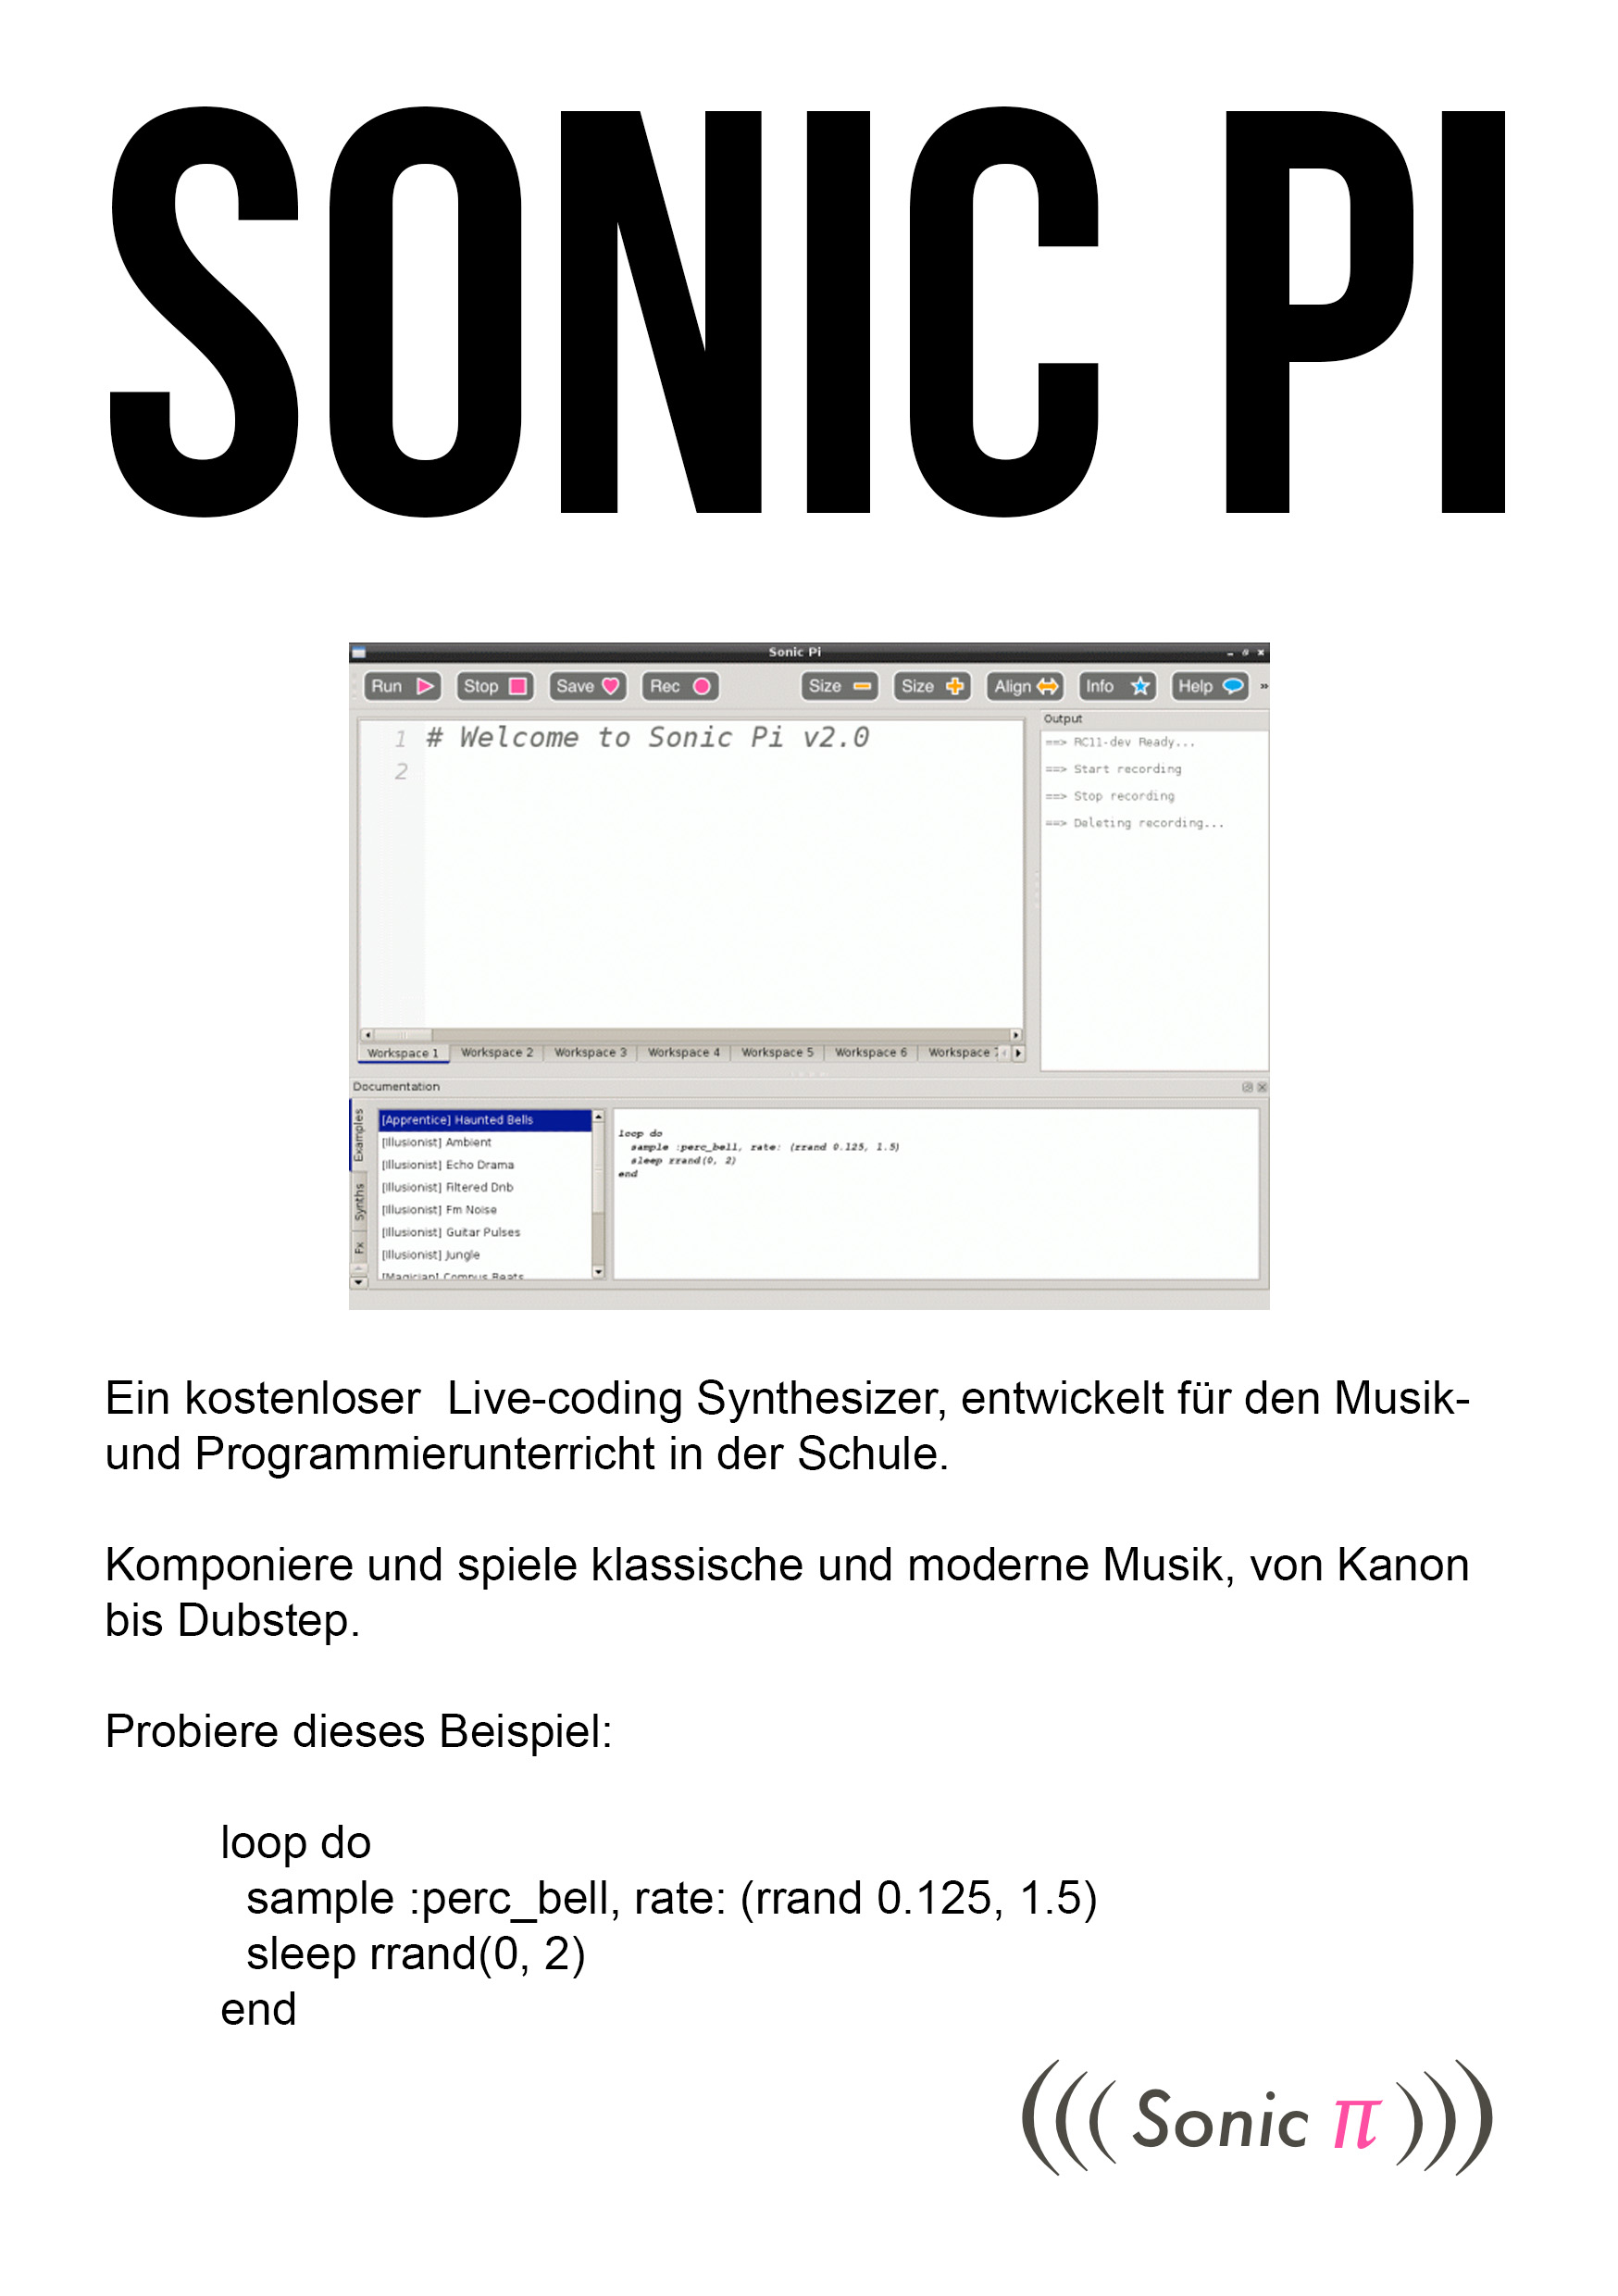 SONIC PI
Sonic Pi
Run Stop Save Rec Size Size Align Info Help »
1 # Welcome to Sonic Pi v2.0
2
Output
==> RC11-dev Ready...
==> Start recording
==> Stop recording
==> Deleting recording...
Workspace 1 Workspace 2 Workspace 3 Workspace 4 Workspace 5 Workspace 6 Workspace
Documentation
Examples
Synths
Fx
[Apprentice] Haunted Bells
[Illusionist] Ambient
[Illusionist] Echo Drama
[Illusionist] Filtered Dnb
[Illusionist] Fm Noise
[Illusionist] Guitar Pulses
[Illusionist] Jungle
[Magician] Compus Beats
loop do
sample :perc_bell, rate: (rrand 0.125, 1.5)
sleep rrand(0, 2)
end
Ein kostenloser  Live-coding Synthesizer, entwickelt für den Musik-
und Programmierunterricht in der Schule.
Komponiere und spiele klassische und moderne Musik, von Kanon
bis Dubstep.
Probiere dieses Beispiel:
loop do
sample :perc_bell, rate: (rrand 0.125, 1.5)
sleep rrand(0, 2)
end
(((Sonic π)))